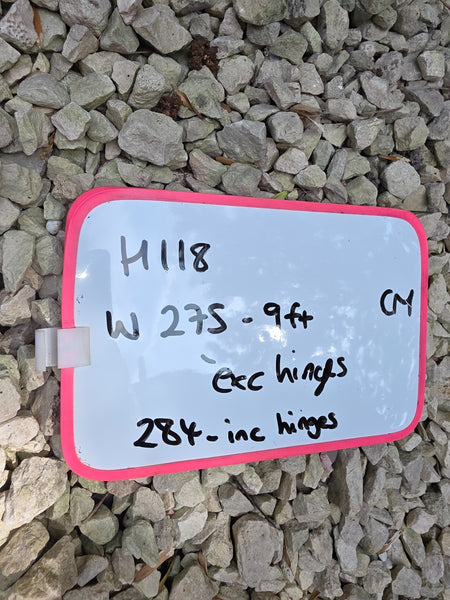 H118
CM
W 275 - 9ft
exc hinges
284 - inc hinges